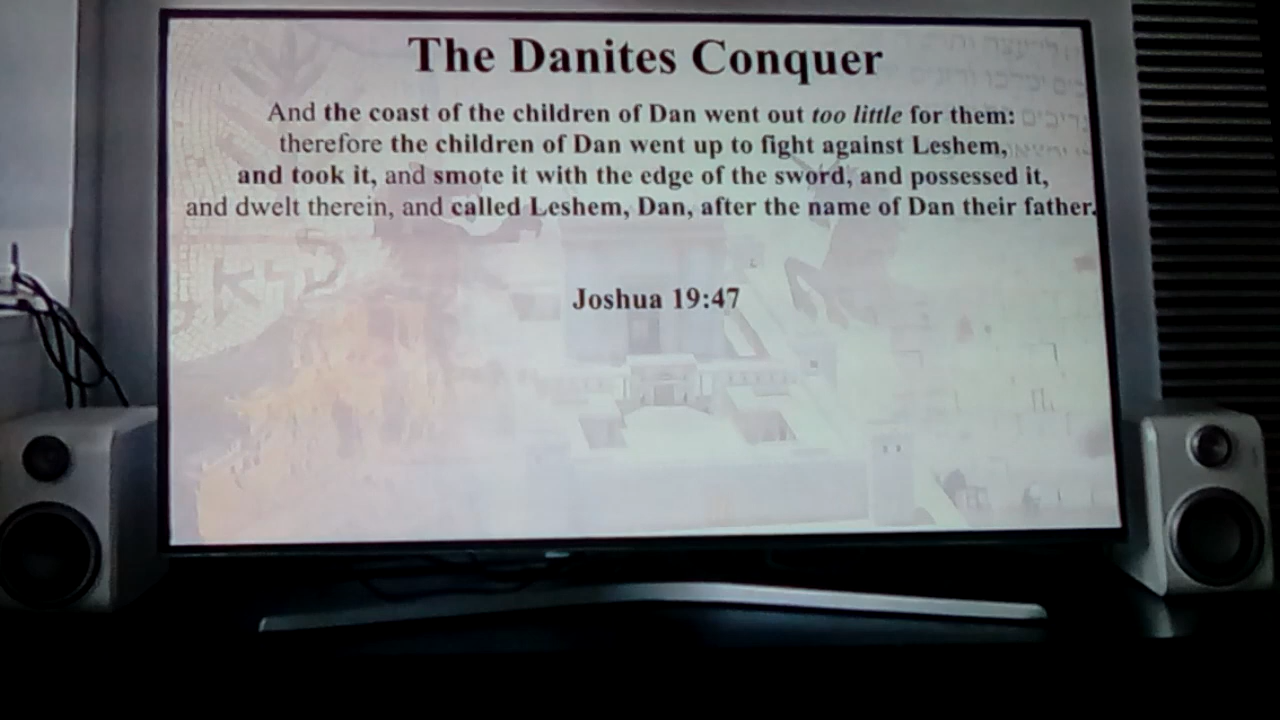 The Danites Conquer
And the coast of the children of Dan went out too little for them:
therefore the children of Dan went up to fight against Leshem,
and took it, and smote it with the edge of the sword, and possessed it,
and dwelt therein, and called Leshem, Dan, after the name of Dan their father.
Joshua 19:47